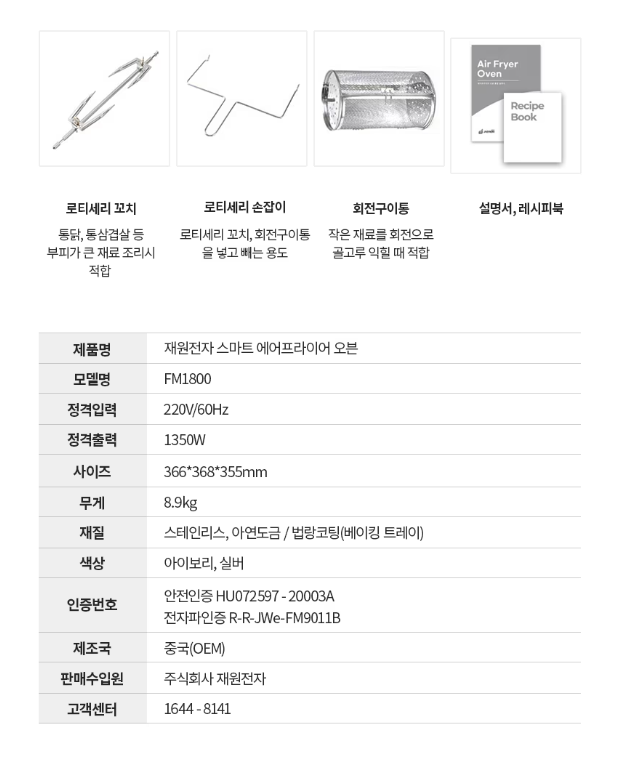 Air Fryer
Oven
Recipe
Book
로티세리 꼬치
통닭, 통삼겹살 등
부피가 큰 재료 조리시
적합
로티세리 손잡이
로티세리 꼬치, 회전구이통
을 넣고 빼는 용도
회전구이통
작은 재료를 회전으로
골고루 익힐 때 적합
설명서, 레시피북
제품명 재원전자 스마트 에어프라이어 오븐
모델명 FM1800
정격입력 220V/60Hz
정격출력 1350W
사이즈 366*368*355mm
무게 8.9kg
재질 스테인리스, 아연도금 / 법랑코팅(베이킹 트레이)
색상 아이보리, 실버
인증번호 안전인증 HU072597 - 20003A
전자파인증 R-R-JWe-FM9011B
제조국 중국(OEM)
판매수입원 주식회사 재원전자
고객센터 1644 - 8141